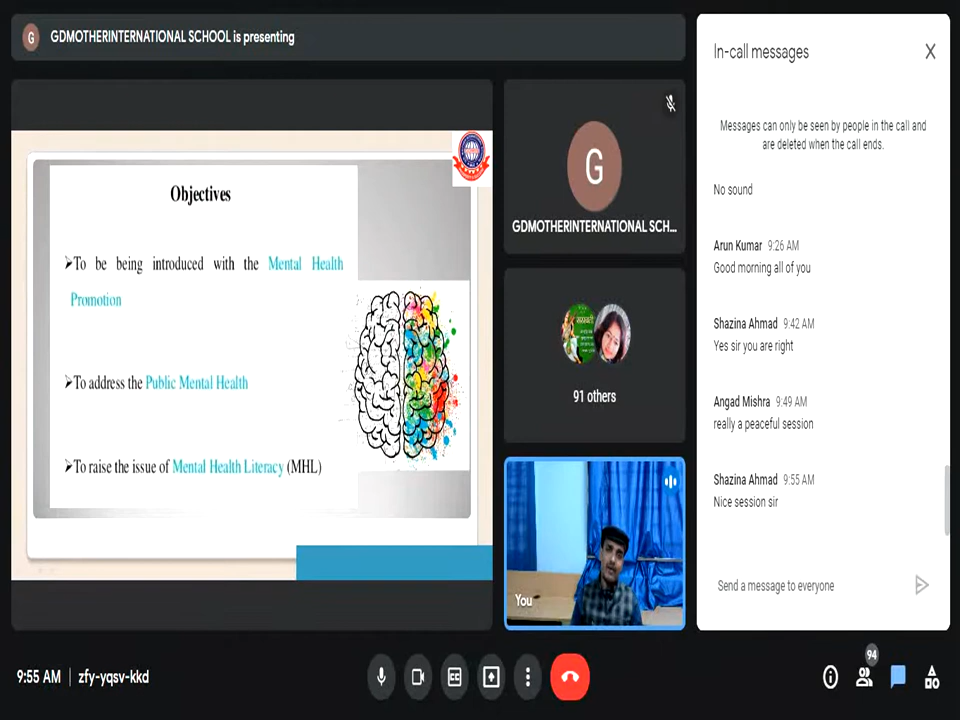 G GDMOTHERINTERNATIONAL SCHOOL is presenting
Objectives
➢To be being introduced with the Mental Health
Promotion
➢To address the Public Mental Health
➢To raise the issue of Mental Health Literacy (MHL)
G
GDMOTHERINTERNATIONAL SCH...
91 others
You
In-call messages
Messages can only be seen by people in the call and
are deleted when the call ends.
No sound
Arun Kumar 9:26 AM
Good morning all of you
Shazina Ahmad 9:42 AM
Yes sir you are right
Angad Mishra 9:49 AM
really a peaceful session
Shazina Ahmad 9:55 AM
Nice session sir
Send a message to everyone
9:55 AM | zfy-yqsv-kkd
94